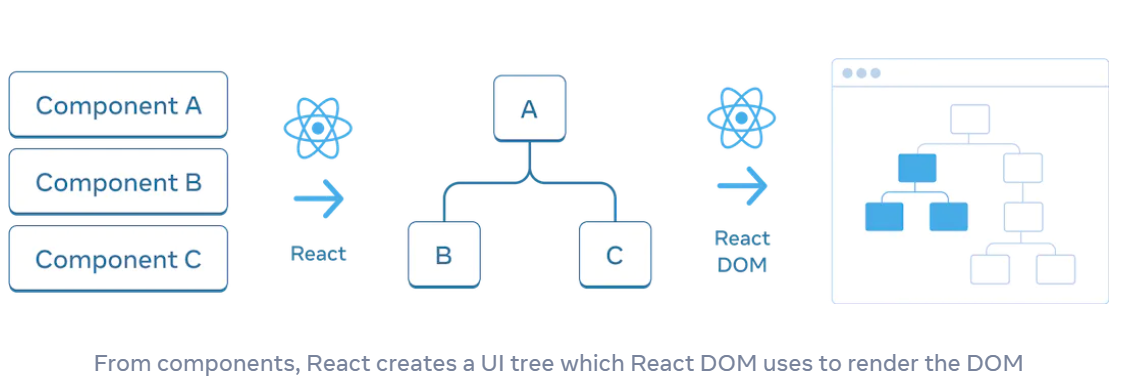 Component A
Component B
Component C
React
A
B
C
React
DOM
From components, React creates a UI tree which React DOM uses to render the DOM